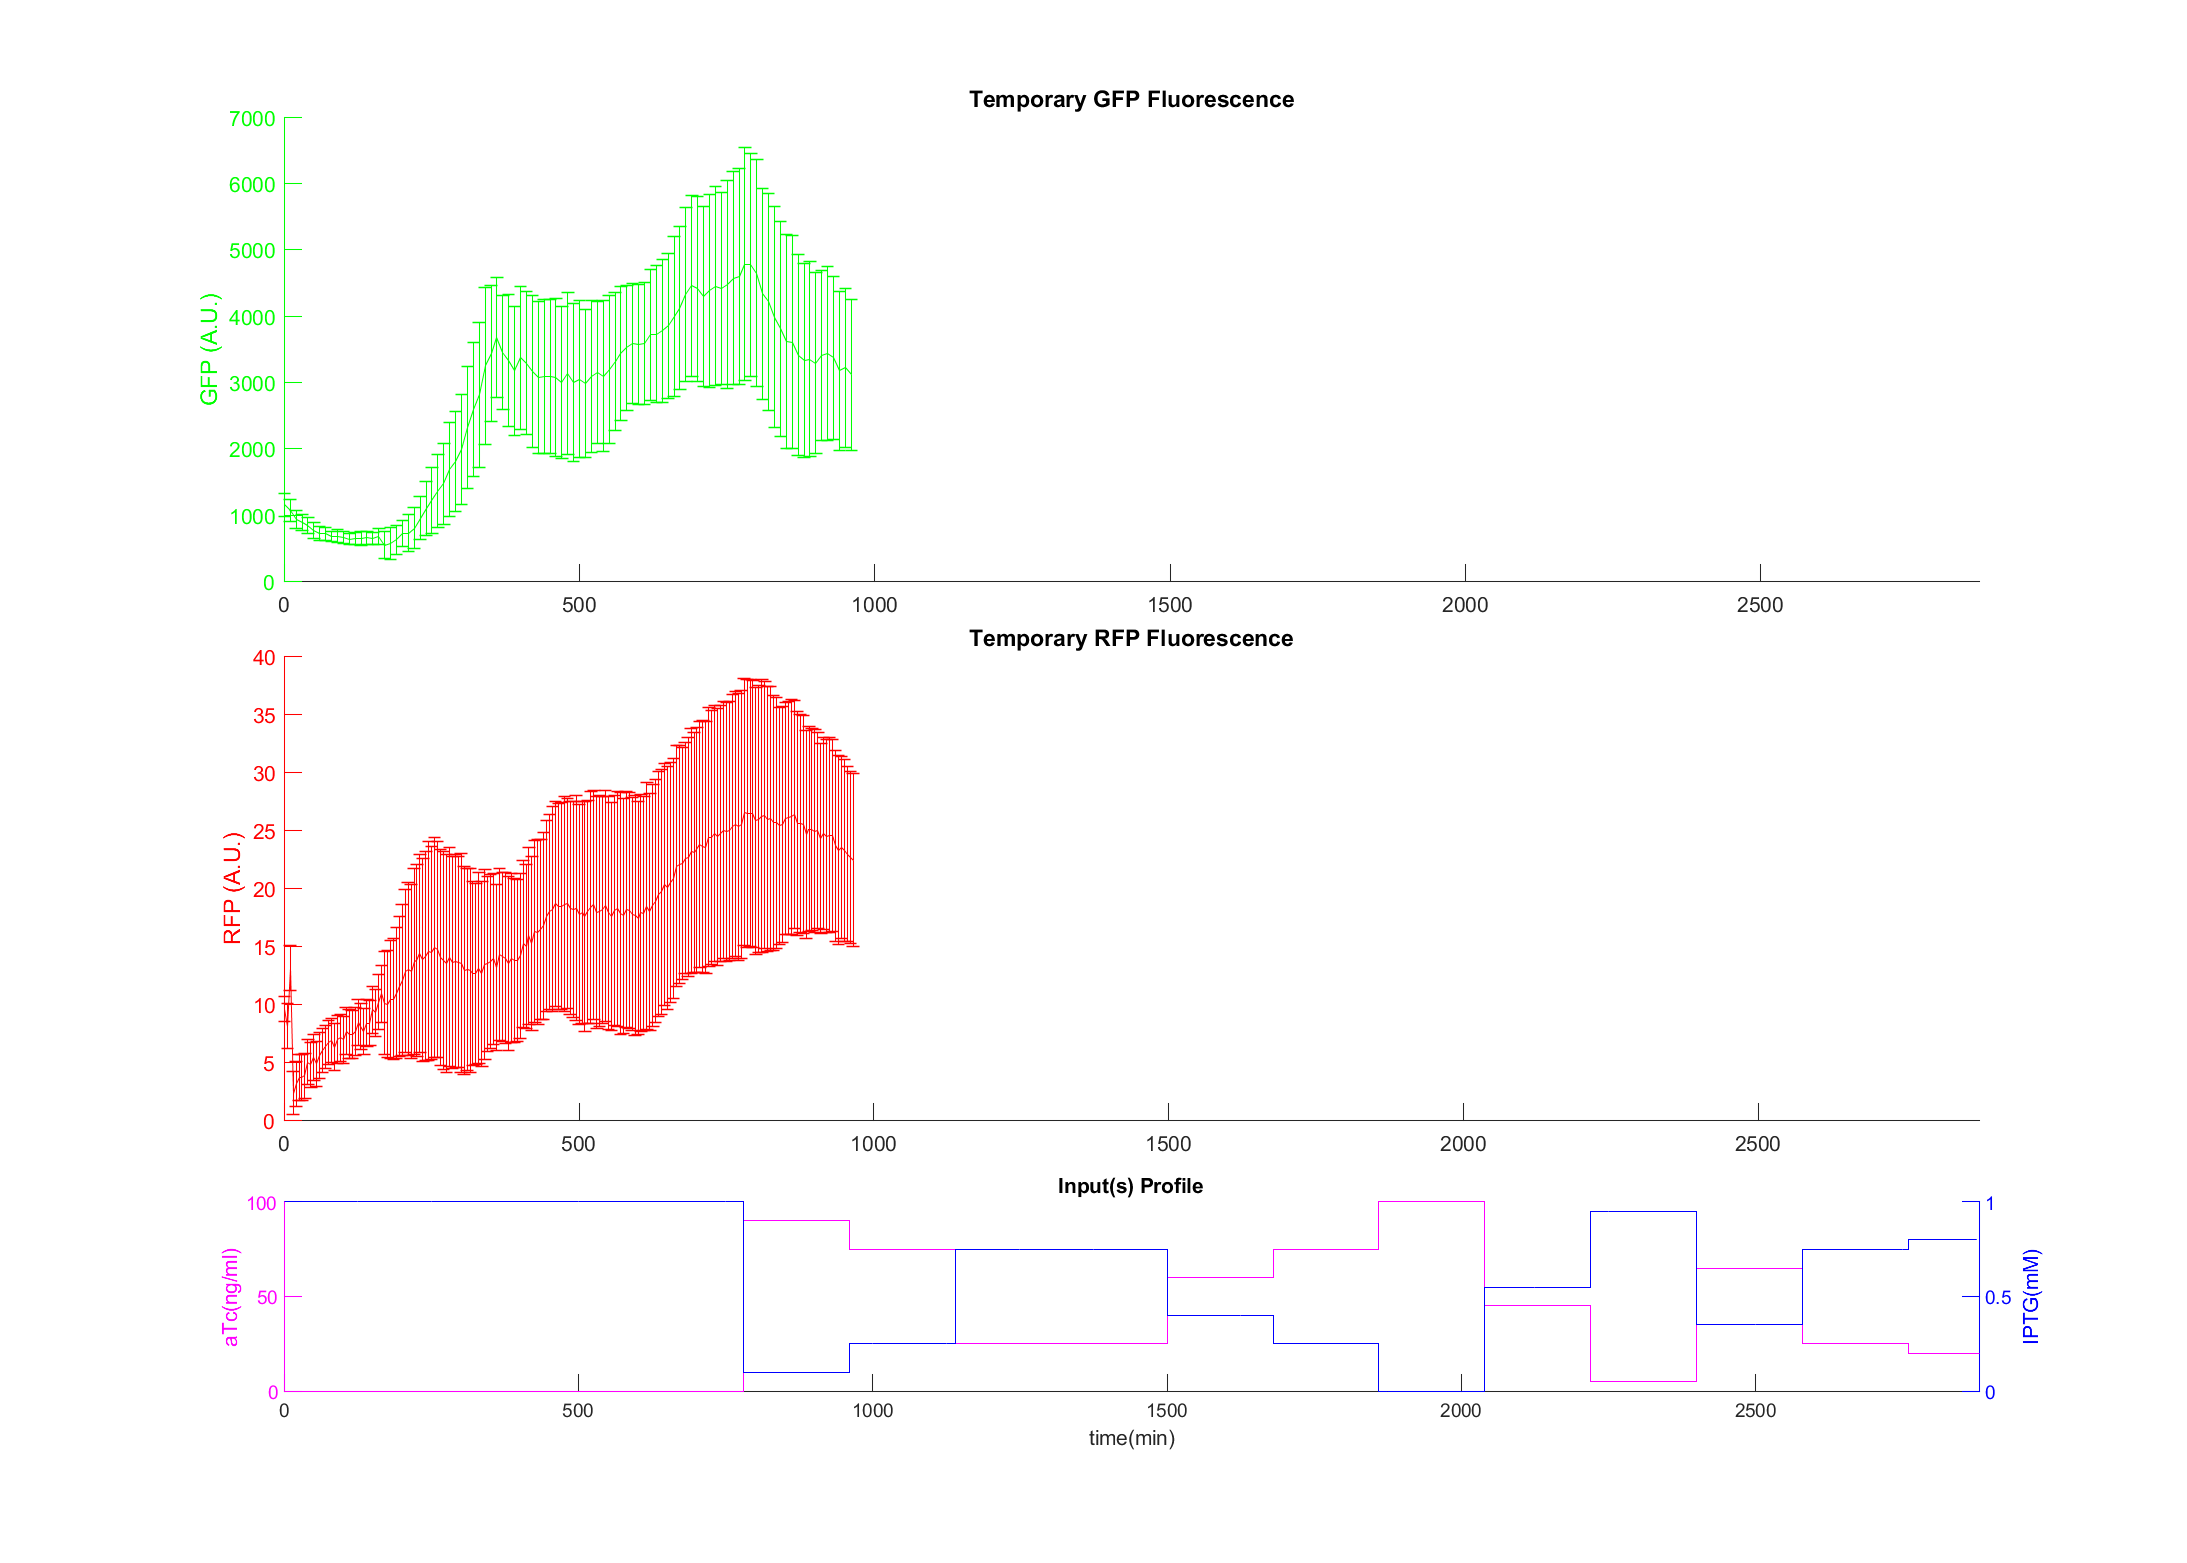 Temporary GFP Fluorescence
7000
6000
5000
4000
3000
2000
1000
0
GFP (A.U.)
0 500 1000 1500 2000 2500
Temporary RFP Fluorescence
40
35
30
25
20
15
10
5
0
RFP (A.U.)
0 500 1000 1500 2000 2500
Input(s) Profile
100
50
0
aTc(ng/ml)
1
0.5
0
IPTG(mM)
0 500 1000 1500 2000 2500
time(min)